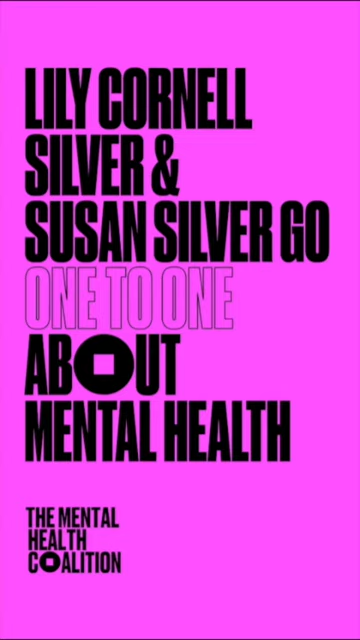 LILY CORNELL
SILVER &
SUSAN SILVER GO
ONE TO ONE
ABOUT
MENTAL HEALTH
THE MENTAL
HEALTH
COALITION